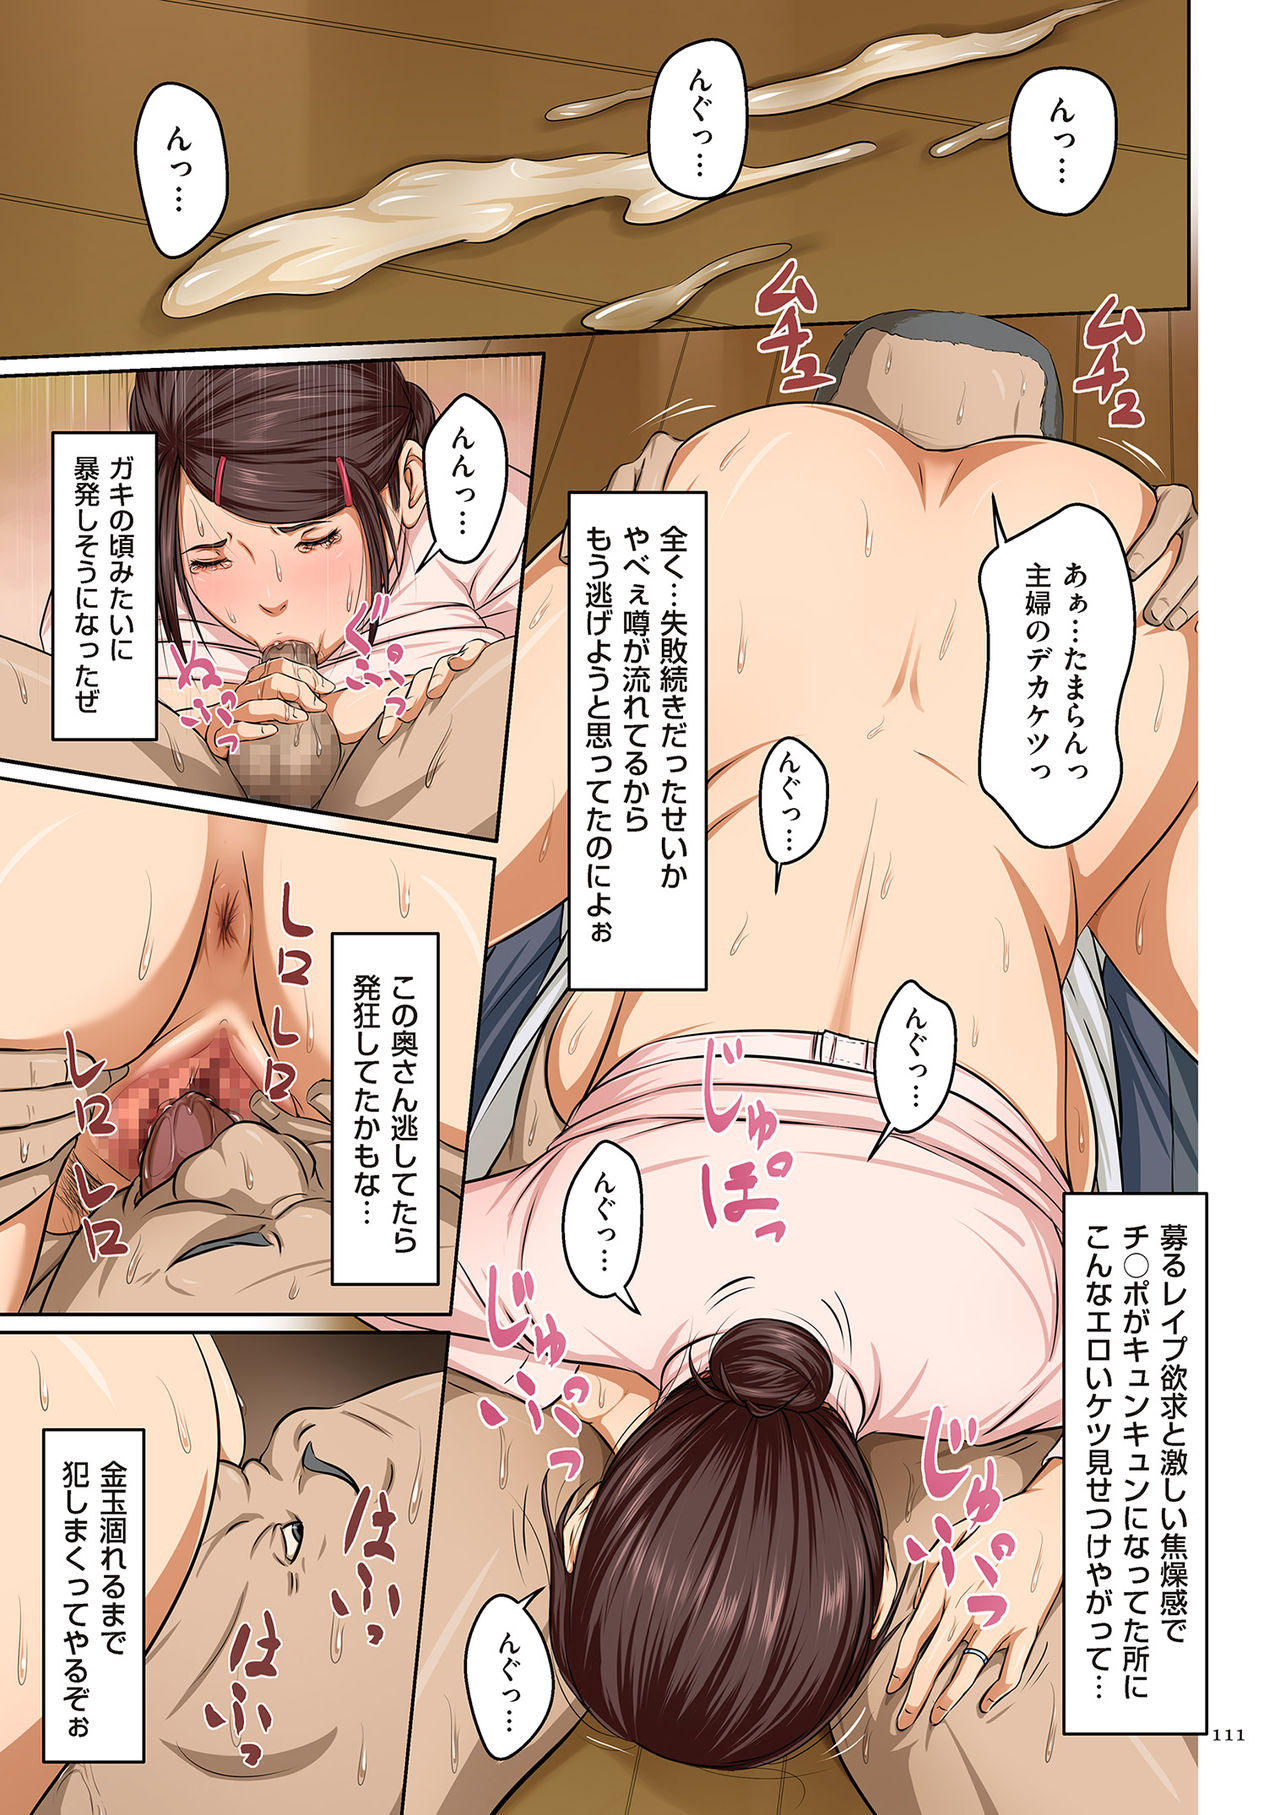 んっ…
んぐっ…
んっ…
ムチュ
ムチュ
あぁ…たまらんっ
主婦のデカケツっ
全く…失敗続きだったせいか
やべぇ噂が流れてるから
もう逃げようと思ってたのによぉ
んぐっ…
んぐっ…
んぐっ…
じゅぽっ
じゅぷっ
じゅぷっ
募るレイプ欲求と激しい焦燥感で
チ○ポがキュンキュンになってた所に
こんなエロいケツ見せつけやがって…
んぐっ…
んんっ…
ガキの頃みたいに
暴発しそうになったぜ
ぐぷっ
ぬぷっ
レロ
レロ
レロ
レロ
この奥さん逃してたら
発狂してたかもな…
はふっ
はふっ
金玉涸れるまで
犯しまくってやるぞぉ
111